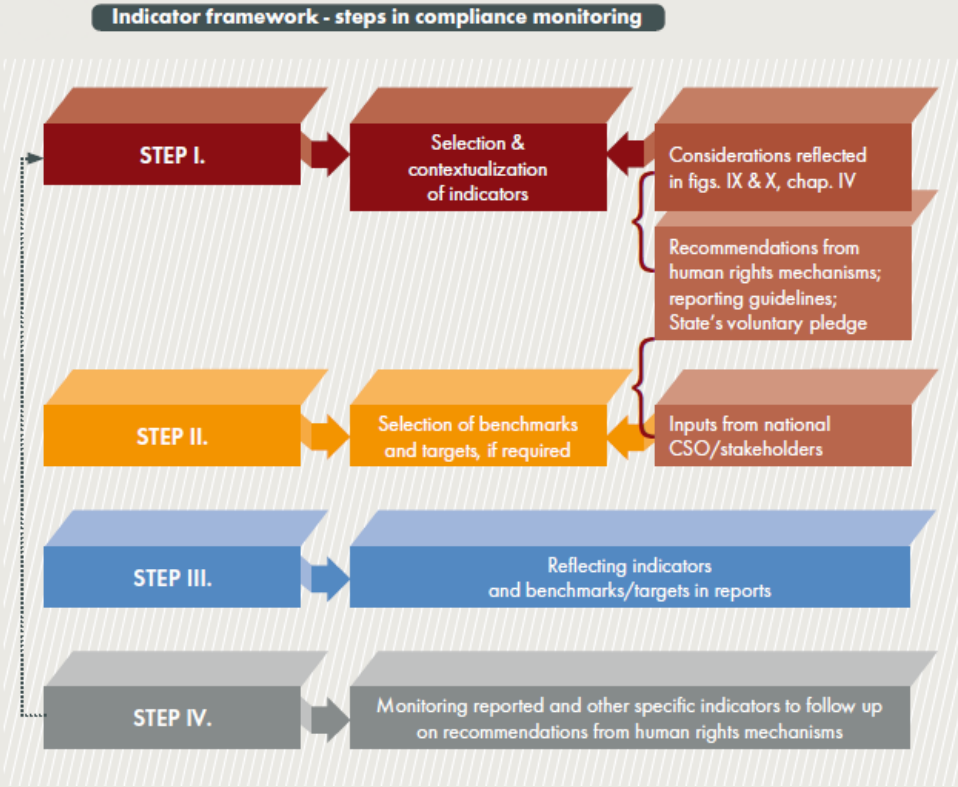 Indicator framework - steps in compliance monitoring
STEP I.
Selection &
contextualization
of indicators
Considerations reflected
in figs. IX & X, chap. IV
Recommendations from
human rights mechanisms;
reporting guidelines;
State's voluntary pledge
STEP II.
Selection of benchmarks
and targets, if required
Inputs from national
CSO/stakeholders
STEP III.
Reflecting indicators
and benchmarks/targets in reports
STEP IV.
Monitoring reported and other specific indicators to follow up
on recommendations from human rights mechanisms